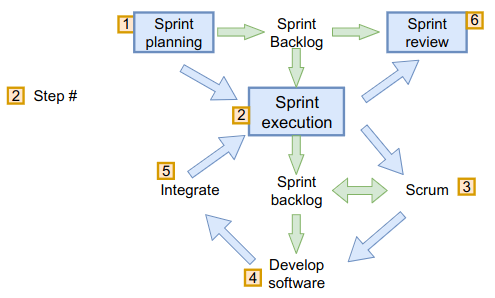 1
Sprint
planning
Sprint
Backlog
Sprint
review
6
2
Step #
Sprint
execution
2
5
Integrate
Sprint
backlog
Scrum
3
4
Develop
software